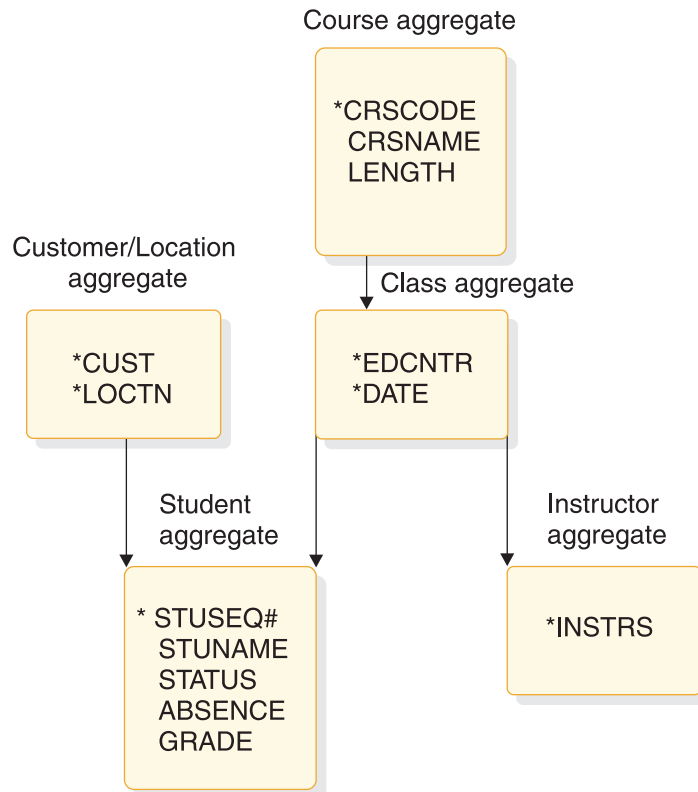 Course aggregate
*CRSCODE
CRSNAME
LENGTH
Customer/Location
aggregate
Class aggregate
*CUST
*LOCTN
*EDCNTR
*DATE
Student
aggregate
Instructor
aggregate
* STUSEQ#
STUNAME
STATUS
ABSENCE
GRADE
*INSTRS